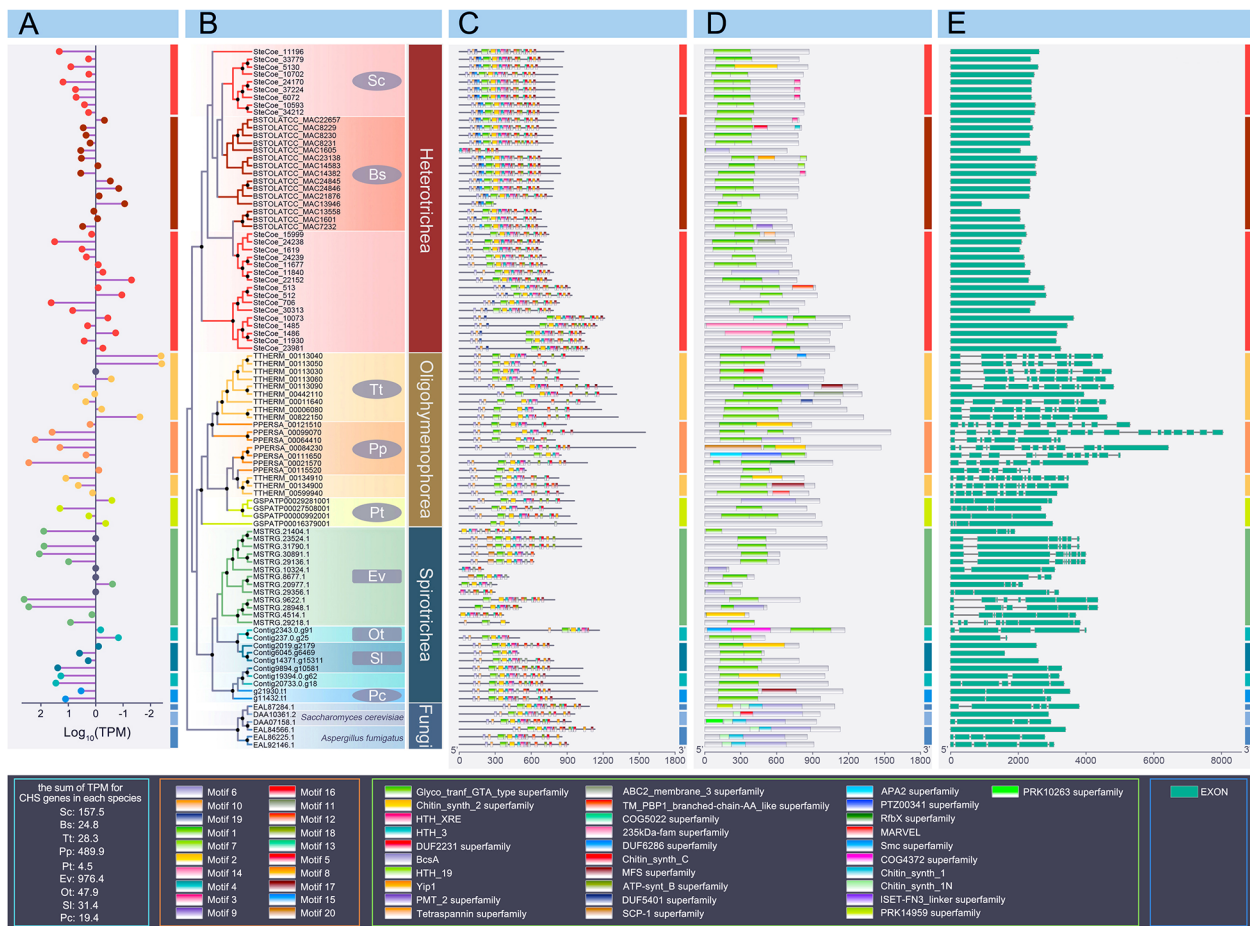 A
B
C
D
E
SteCoe_11196
SteCoe_33779
SteCoe_5130
SteCoe_10702
SteCoe_24170
SteCoe_37224
SteCoe_6072
SteCoe_10593
SteCoe_34212
BSTOLATCC_MAC22657
BSTOLATCC_MAC8229
BSTOLATCC_MAC8230
BSTOLATCC_MAC8231
BSTOLATCC_MAC1605
BSTOLATCC_MAC23138
BSTOLATCC_MAC14583
BSTOLATCC_MAC14382
BSTOLATCC_MAC24845
BSTOLATCC_MAC24846
BSTOLATCC_MAC21876
BSTOLATCC_MAC13946
BSTOLATCC_MAC13558
BSTOLATCC_MAC1601
BSTOLATCC_MAC7232
SteCoe_15999
SteCoe_24238
SteCoe_1619
SteCoe_24239
SteCoe_11677
SteCoe_11840
SteCoe_22152
SteCoe_513
SteCoe_512
SteCoe_706
SteCoe_30313
SteCoe_10073
SteCoe_1485
SteCoe_1486
SteCoe_11930
SteCoe_23981
TTHERM_00113040
TTHERM_00113050
TTHERM_00113030
TTHERM_00113060
TTHERM_00113090
TTHERM_00442110
TTHERM_00011640
TTHERM_00006080
TTHERM_00822150
PPERSA_00121510
PPERSA_00099070
PPERSA_00064410
PPERSA_00084230
PPERSA_00111650
PPERSA_00021570
PPERSA_00115520
TTHERM_00134910
TTHERM_00134900
TTHERM_00599940
GSPATP00029281001
GSPATP00027508001
GSPATP00000992001
GSPATP00016379001
MSTRG.21404.1
MSTRG.23524.1
MSTRG.31790.1
MSTRG.30891.1
MSTRG.29136.1
MSTRG.10324.1
MSTRG.8677.1
MSTRG.20977.1
MSTRG.29356.1
MSTRG.9622.1
MSTRG.28948.1
MSTRG.4514.1
MSTRG.29218.1
Contig2343.0.g91
Contig237.0.g25
Contig2019.g2179
Contig6045.g6469
Contig14371.g15311
Contig9894.g10581
Contig19394.0.g62
Contig20733.0.g18
g21930.t1
g11432.t1
EAL87284.1
DAA10361.2
DAA07158.1
EAL84566.1
EAL86225.1
EAL92146.1
Sc
Bs
Tt
Pp
Pt
Ev
Ot
Sl
Pc
Saccharomyces cerevisiae
Aspergillus fumigatus
Heterotrichea
Oligohymenophorea
Spirotrichea
Fungi
2 1 0 -1 -2
Log10(TPM)
5' 3'
0 300 600 900 1200 1500 1800
5' 3'
0 300 600 900 1200 1500 1800
5' 3'
0 2000 4000 6000 8000
the sum of TPM for
CHS genes in each species
Sc: 157.5
Bs: 24.8
Tt: 28.3
Pp: 489.9
Pt: 4.5
Ev: 976.4
Ot: 47.9
Sl: 31.4
Pc: 19.4
Motif 6
Motif 10
Motif 19
Motif 1
Motif 7
Motif 2
Motif 14
Motif 4
Motif 3
Motif 9
Motif 16
Motif 11
Motif 12
Motif 18
Motif 13
Motif 5
Motif 8
Motif 17
Motif 15
Motif 20
Glyco_tranf_GTA_type superfamily
Chitin_synth_2 superfamily
HTH_XRE
HTH_3
DUF2231 superfamily
BcsA
HTH_19
Yip1
PMT_2 superfamily
Tetraspannin superfamily
ABC2_membrane_3 superfamily
TM_PBP1_branched-chain-AA_like superfamily
COG5022 superfamily
235kDa-fam superfamily
DUF6286 superfamily
Chitin_synth_C
MFS superfamily
ATP-synt_B superfamily
DUF5401 superfamily
SCP-1 superfamily
APA2 superfamily
PTZ00341 superfamily
RfbX superfamily
MARVEL
Smc superfamily
COG4372 superfamily
Chitin_synth_1
Chitin_synth_1N
ISET-FN3_linker superfamily
PRK14959 superfamily
PRK10263 superfamily
EXON